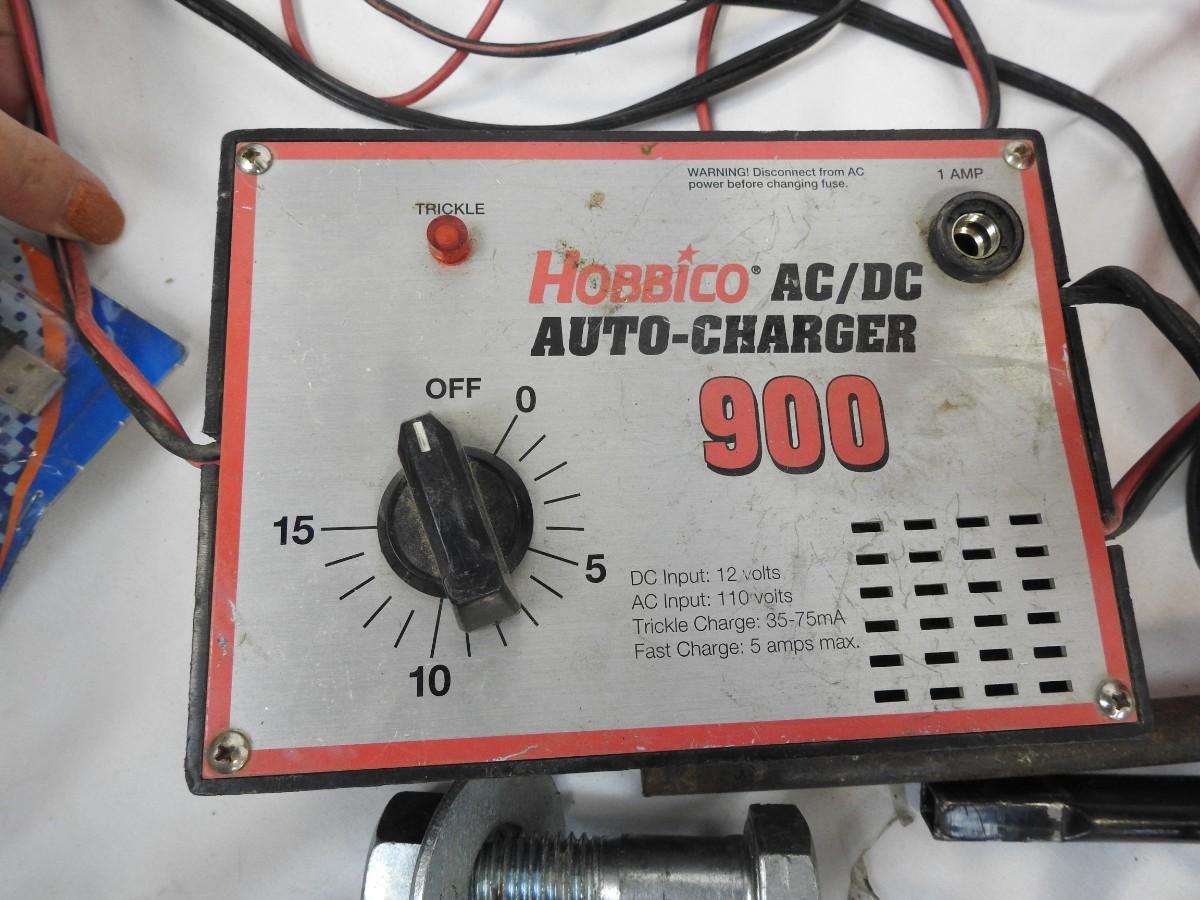 WARNING! Disconnect from AC
power before changing fuse.
1 AMP
TRICKLE
HOBBICO® AC/DC
AUTO-CHARGER
900
OFF
0
15
5
10
DC Input: 12 volts
AC Input: 110 volts
Trickle Charge: 35-75mA
Fast Charge: 5 amps max.